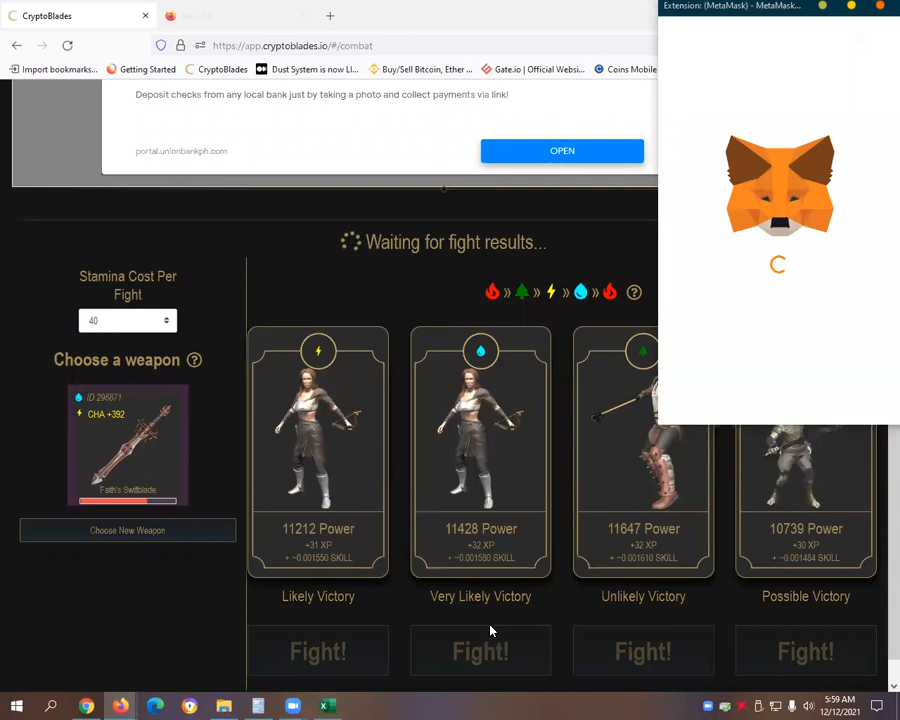 CryptoBlades
Extension: (MetaMask) - MetaMask...
https://app.cryptoblades.io/#/combat
Import bookmarks...
Getting Started
CryptoBlades
Dust System is now LI...
Buy/Sell Bitcoin, Ether ...
Gate.io | Official Websi...
Coins Mobile
Deposit checks from any local bank just by taking a photo and collect payments via link!
portal.unionbankph.com
OPEN
Waiting for fight results...
Stamina Cost Per
Fight
40
Choose a weapon
ID 296871
CHA +392
Faith's Swiftblade
Choose New Weapon
11212 Power
+31 XP
+ ~0.001550 SKILL
Likely Victory
Fight!
11428 Power
+32 XP
+ ~0.001580 SKILL
Very Likely Victory
Fight!
11647 Power
+32 XP
+ ~0.001610 SKILL
Unlikely Victory
Fight!
10739 Power
+30 XP
+ ~0.001484 SKILL
Possible Victory
Fight!
5:59 AM
12/12/2021